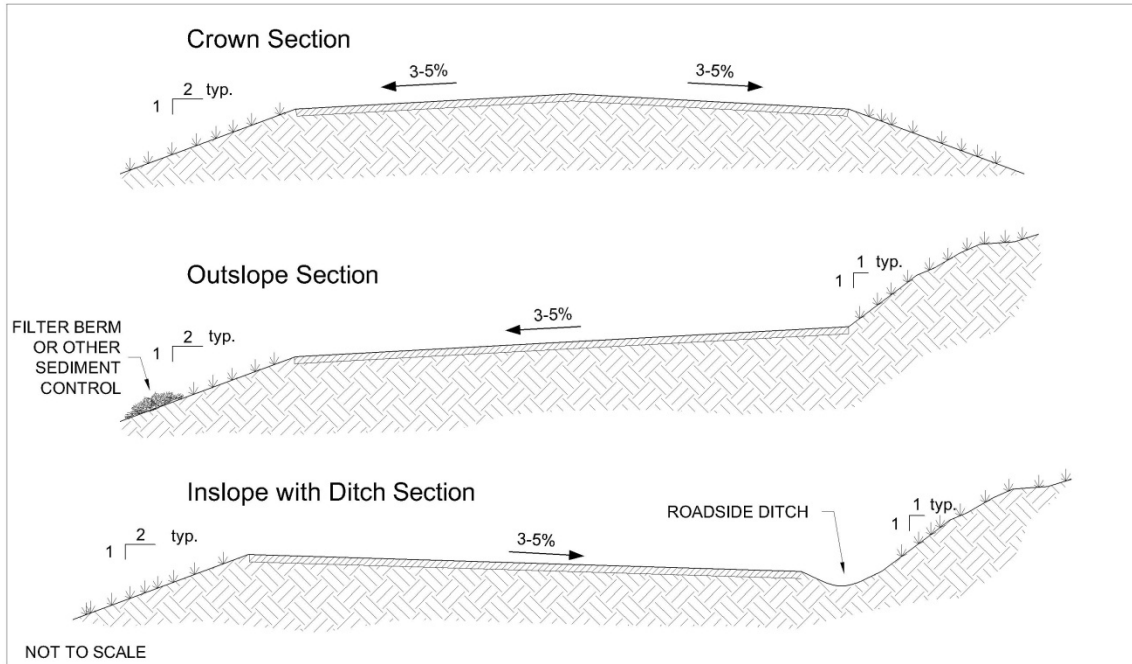 Crown Section
3-5%
3-5%
2 typ.
1
Outslope Section
1 typ.
1
3-5%
FILTER BERM
OR OTHER
SEDIMENT
CONTROL
2 typ.
1
Inslope with Ditch Section
ROADSIDE DITCH
1 typ.
1
2 typ.
1
3-5%
NOT TO SCALE